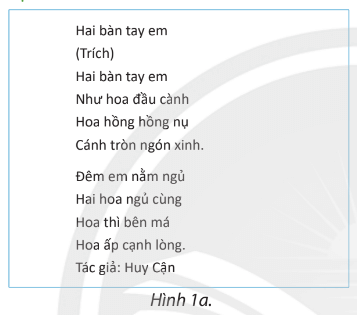 Hai bàn tay em
(Trích)
Hai bàn tay em
Như hoa đầu cành
Hoa hồng hồng nụ
Cánh tròn ngón xinh.
Đêm em nằm ngủ
Hai hoa ngủ cùng
Hoa thì bên má
Hoa ấp cạnh lòng.
Tác giả: Huy Cận
Hình 1a.